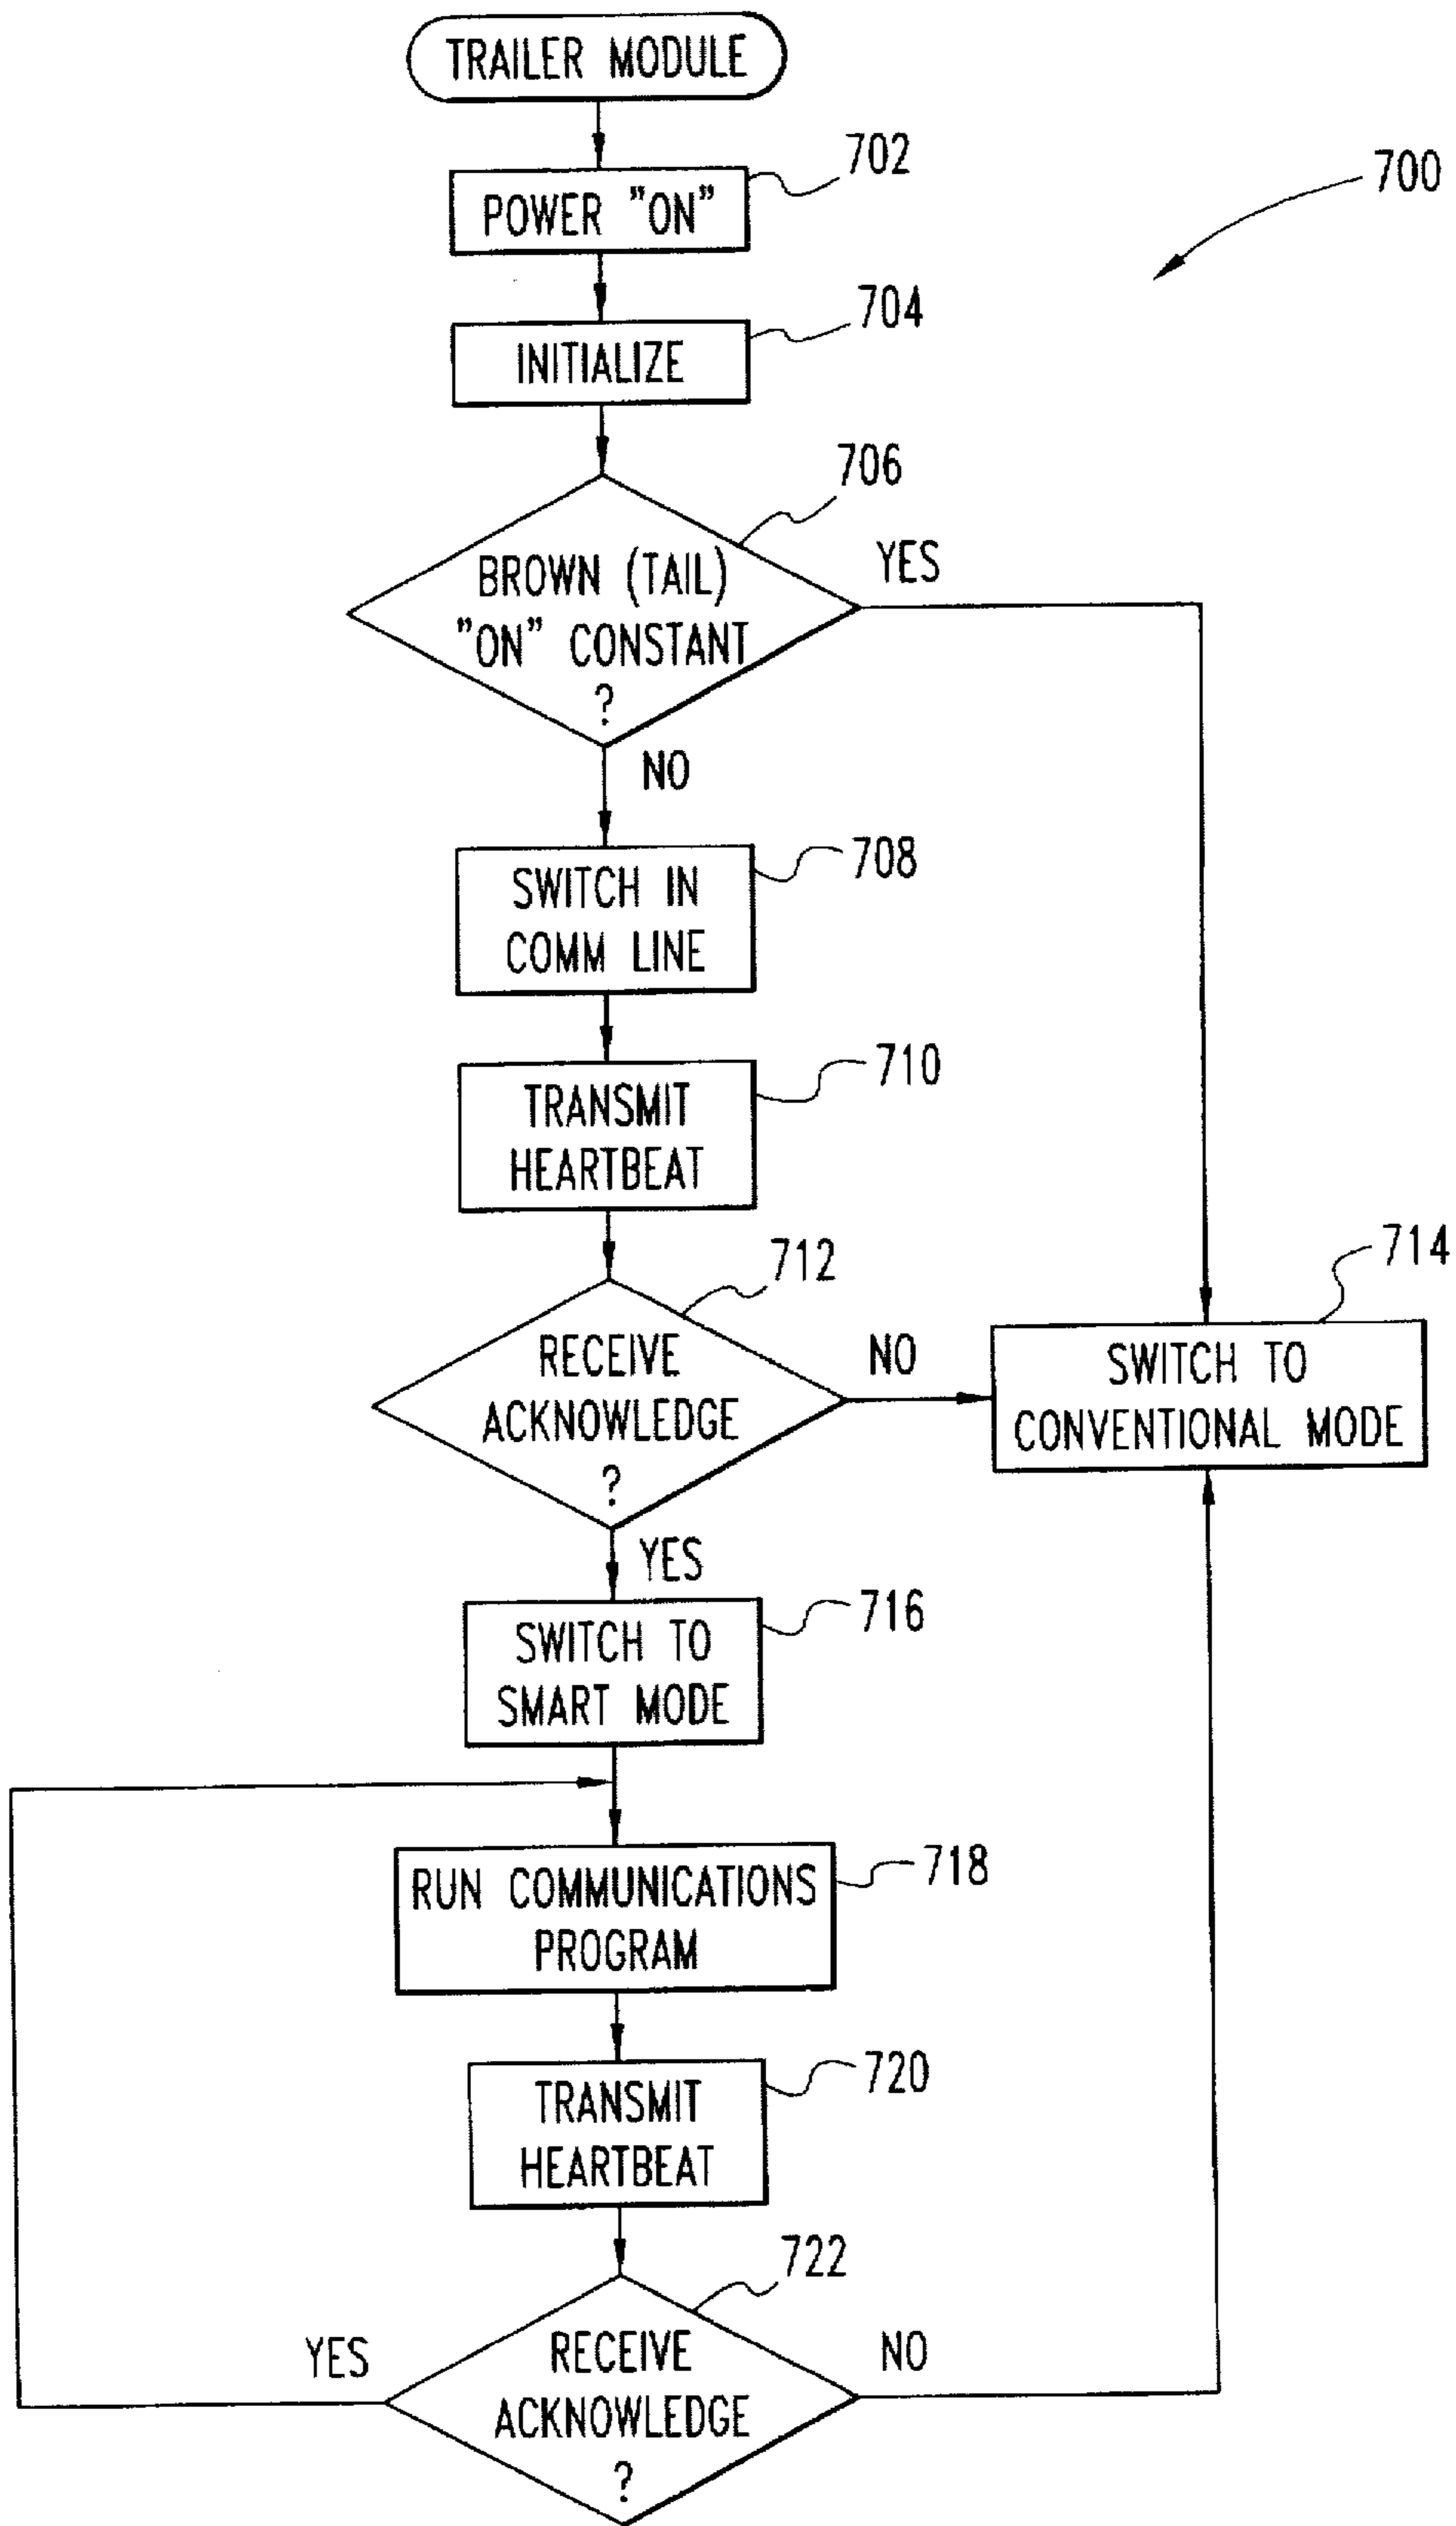 TRAILER MODULE
702
POWER "ON"
700
704
INITIALIZE
706
BROWN (TAIL)
"ON" CONSTANT
?
YES
NO
708
SWITCH IN
COMM LINE
710
TRANSMIT
HEARTBEAT
712
RECEIVE
ACKNOWLEDGE
?
NO
714
SWITCH TO
CONVENTIONAL MODE
YES
716
SWITCH TO
SMART MODE
718
RUN COMMUNICATIONS
PROGRAM
720
TRANSMIT
HEARTBEAT
722
YES
RECEIVE
ACKNOWLEDGE
?
NO